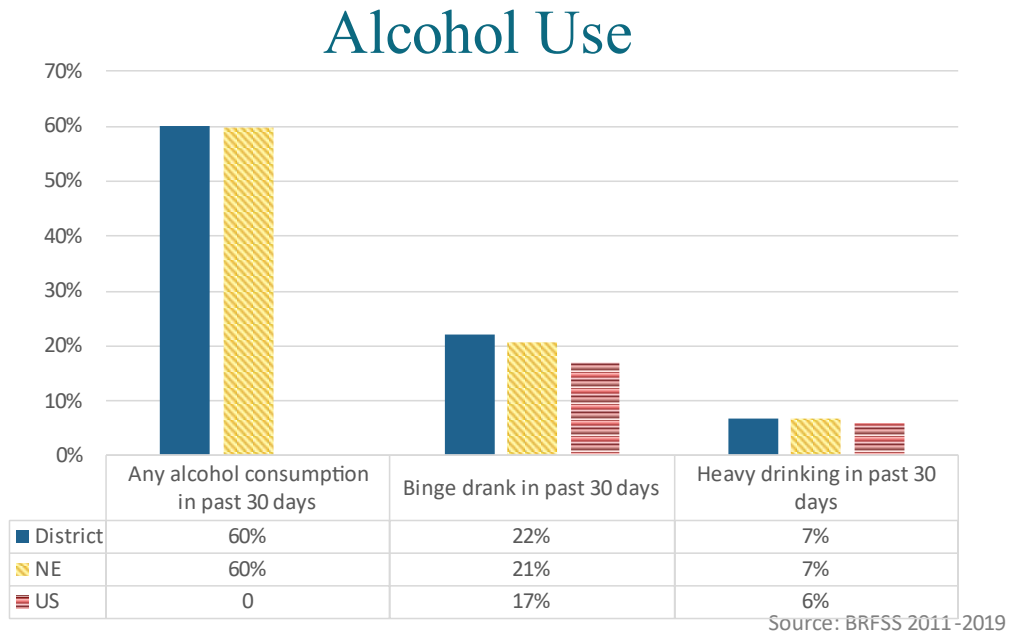 Alcohol Use
70%
60%
50%
40%
30%
20%
10%
0%
Any alcohol consumption
in past 30 days
Binge drank in past 30 days
Heavy drinking in past 30
days
District 60% 22% 7%
NE 60% 21% 7%
US 0 17% 6%
Source: BRFSS 2011-2019